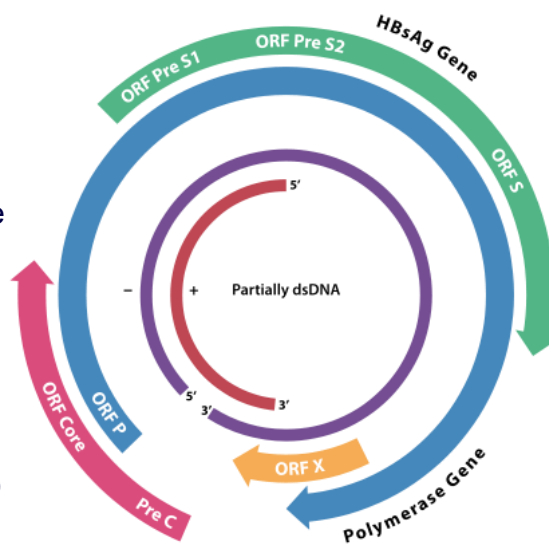 HBsAg Gene
ORF Pre S1
ORF Pre S2
ORF S
5′
−
+
Partially dsDNA
5′
3′
3′
ORF P
ORF Core
Pre C
ORF X
Polymerase Gene
e